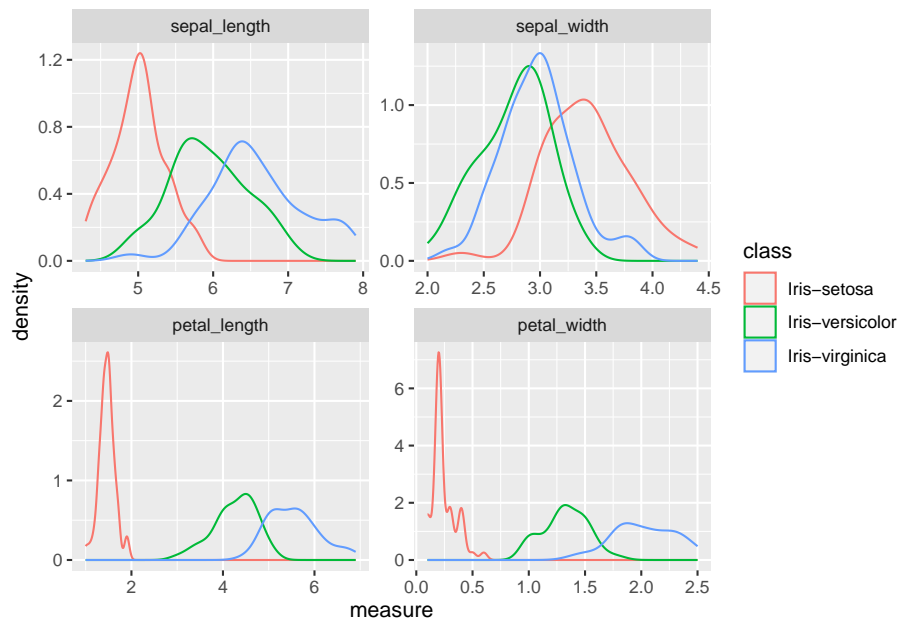 sepal_length
sepal_width
1.2
0.8
0.4
0.0
5 6 7 8
1.0
0.5
0.0
2.0 2.5 3.0 3.5 4.0 4.5
density
petal_length
petal_width
2
1
0
2 4 6
6
4
2
0
0.0 0.5 1.0 1.5 2.0 2.5
measure
class
Iris−setosa
Iris−versicolor
Iris−virginica